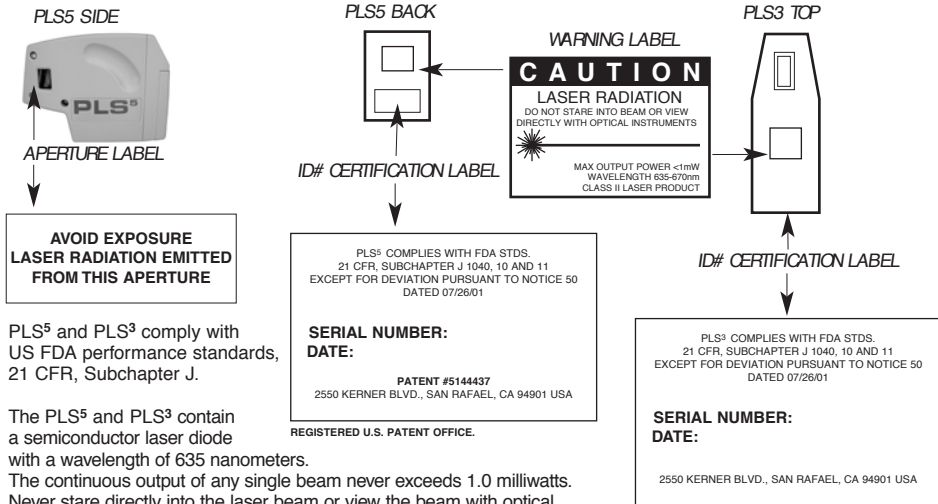 PLS5 SIDE
PLS⁵
APERTURE LABEL
AVOID EXPOSURE
LASER RADIATION EMITTED
FROM THIS APERTURE
PLS5 BACK
WARNING LABEL
CAUTION
LASER RADIATION
DO NOT STARE INTO BEAM OR VIEW
DIRECTLY WITH OPTICAL INSTRUMENTS
MAX OUTPUT POWER <1mW
WAVELENGTH 635-670nm
CLASS II LASER PRODUCT
PLS3 TOP
ID# CERTIFICATION LABEL
PLS⁵ COMPLIES WITH FDA STDS.
21 CFR, SUBCHAPTER J 1040, 10 AND 11
EXCEPT FOR DEVIATION PURSUANT TO NOTICE 50
DATED 07/26/01
SERIAL NUMBER:
DATE:
PATENT #5144437
2550 KERNER BLVD., SAN RAFAEL, CA 94901 USA
REGISTERED U.S. PATENT OFFICE.
ID# CERTIFICATION LABEL
PLS³ COMPLIES WITH FDA STDS.
21 CFR, SUBCHAPTER J 1040, 10 AND 11
EXCEPT FOR DEVIATION PURSUANT TO NOTICE 50
DATED 07/26/01
SERIAL NUMBER:
DATE:
2550 KERNER BLVD., SAN RAFAEL, CA 94901 USA
PLS⁵ and PLS³ comply with
US FDA performance standards,
21 CFR, Subchapter J.
The PLS⁵ and PLS³ contain
a semiconductor laser diode
with a wavelength of 635 nanometers.
The continuous output of any single beam never exceeds 1.0 milliwatts.
Never stare directly into the laser beam or view the beam with optical